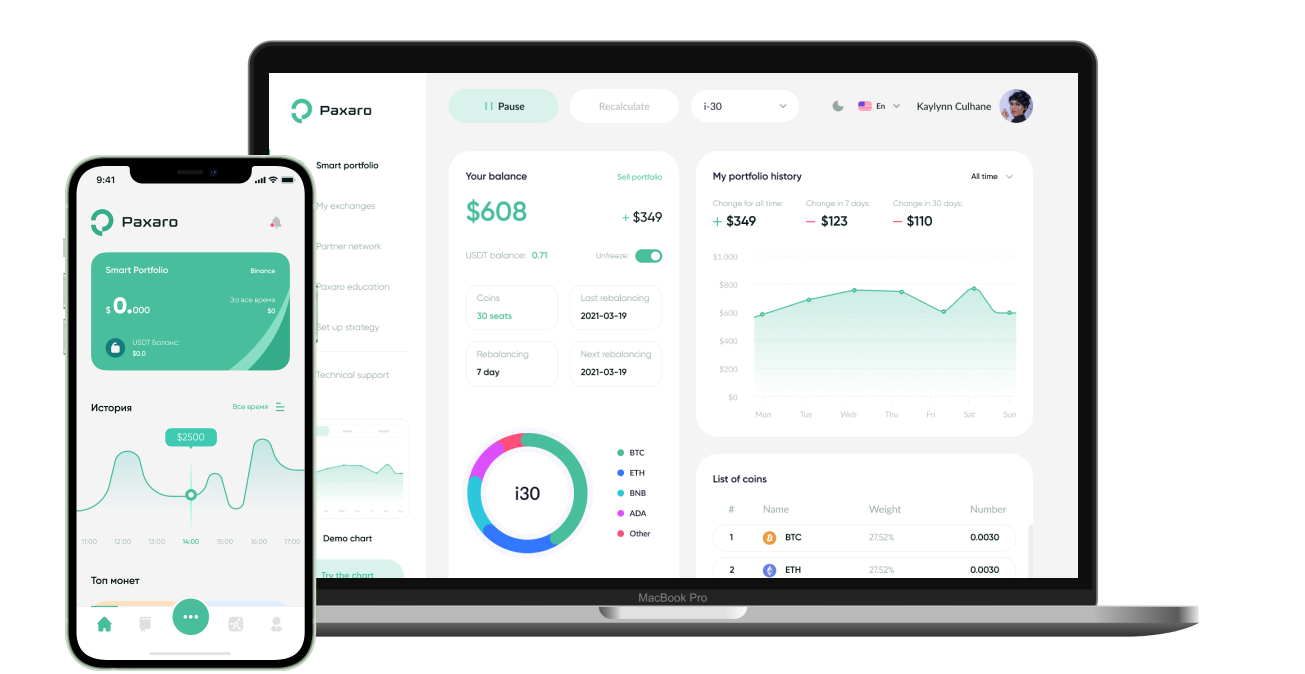 9:41
Paxaro
Smart Portfolio
Binance
$ 0.000
За все время
$0
USDT Баланс:
$0.0
История
Все время
$2500
11:00 12:00 13:00 14:00 15:00 16:00 17:00
Топ монет
Paxaro
Smart portfolio
My exchanges
Partner network
Paxaro education
Set up strategy
Technical support
Demo chart
Try the chart
Pause
Recalculate
i-30
En
Kaylynn Culhane
Your balance
Sell portfolio
$608
+ $349
USDT balance: 0.71
Unfreeze:
Coins
30 seats
Last rebalancing
2021-03-19
Rebalancing
7 day
Next rebalancing
2021-03-19
i30
BTC
ETH
BNB
ADA
Other
My portfolio history
All time
Change for all time:
+ $349
Change in 7 days:
— $123
Change in 30 days:
— $110
$1,000
$800
$600
$400
$200
$0
Mon Tue Web Thu Fri Sat Sun
List of coins
# Name Weight Number
1 BTC 27.52% 0.0030
2 ETH 27.52% 0.0030
MacBook Pro